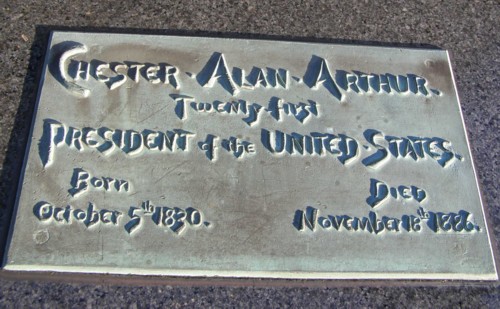 CHESTER · ALAN · ARTHUR.
Twenty-first
PRESIDENT of the UNITED · STATES.
Born
October 5th 1830.
Died
November 18th 1886.